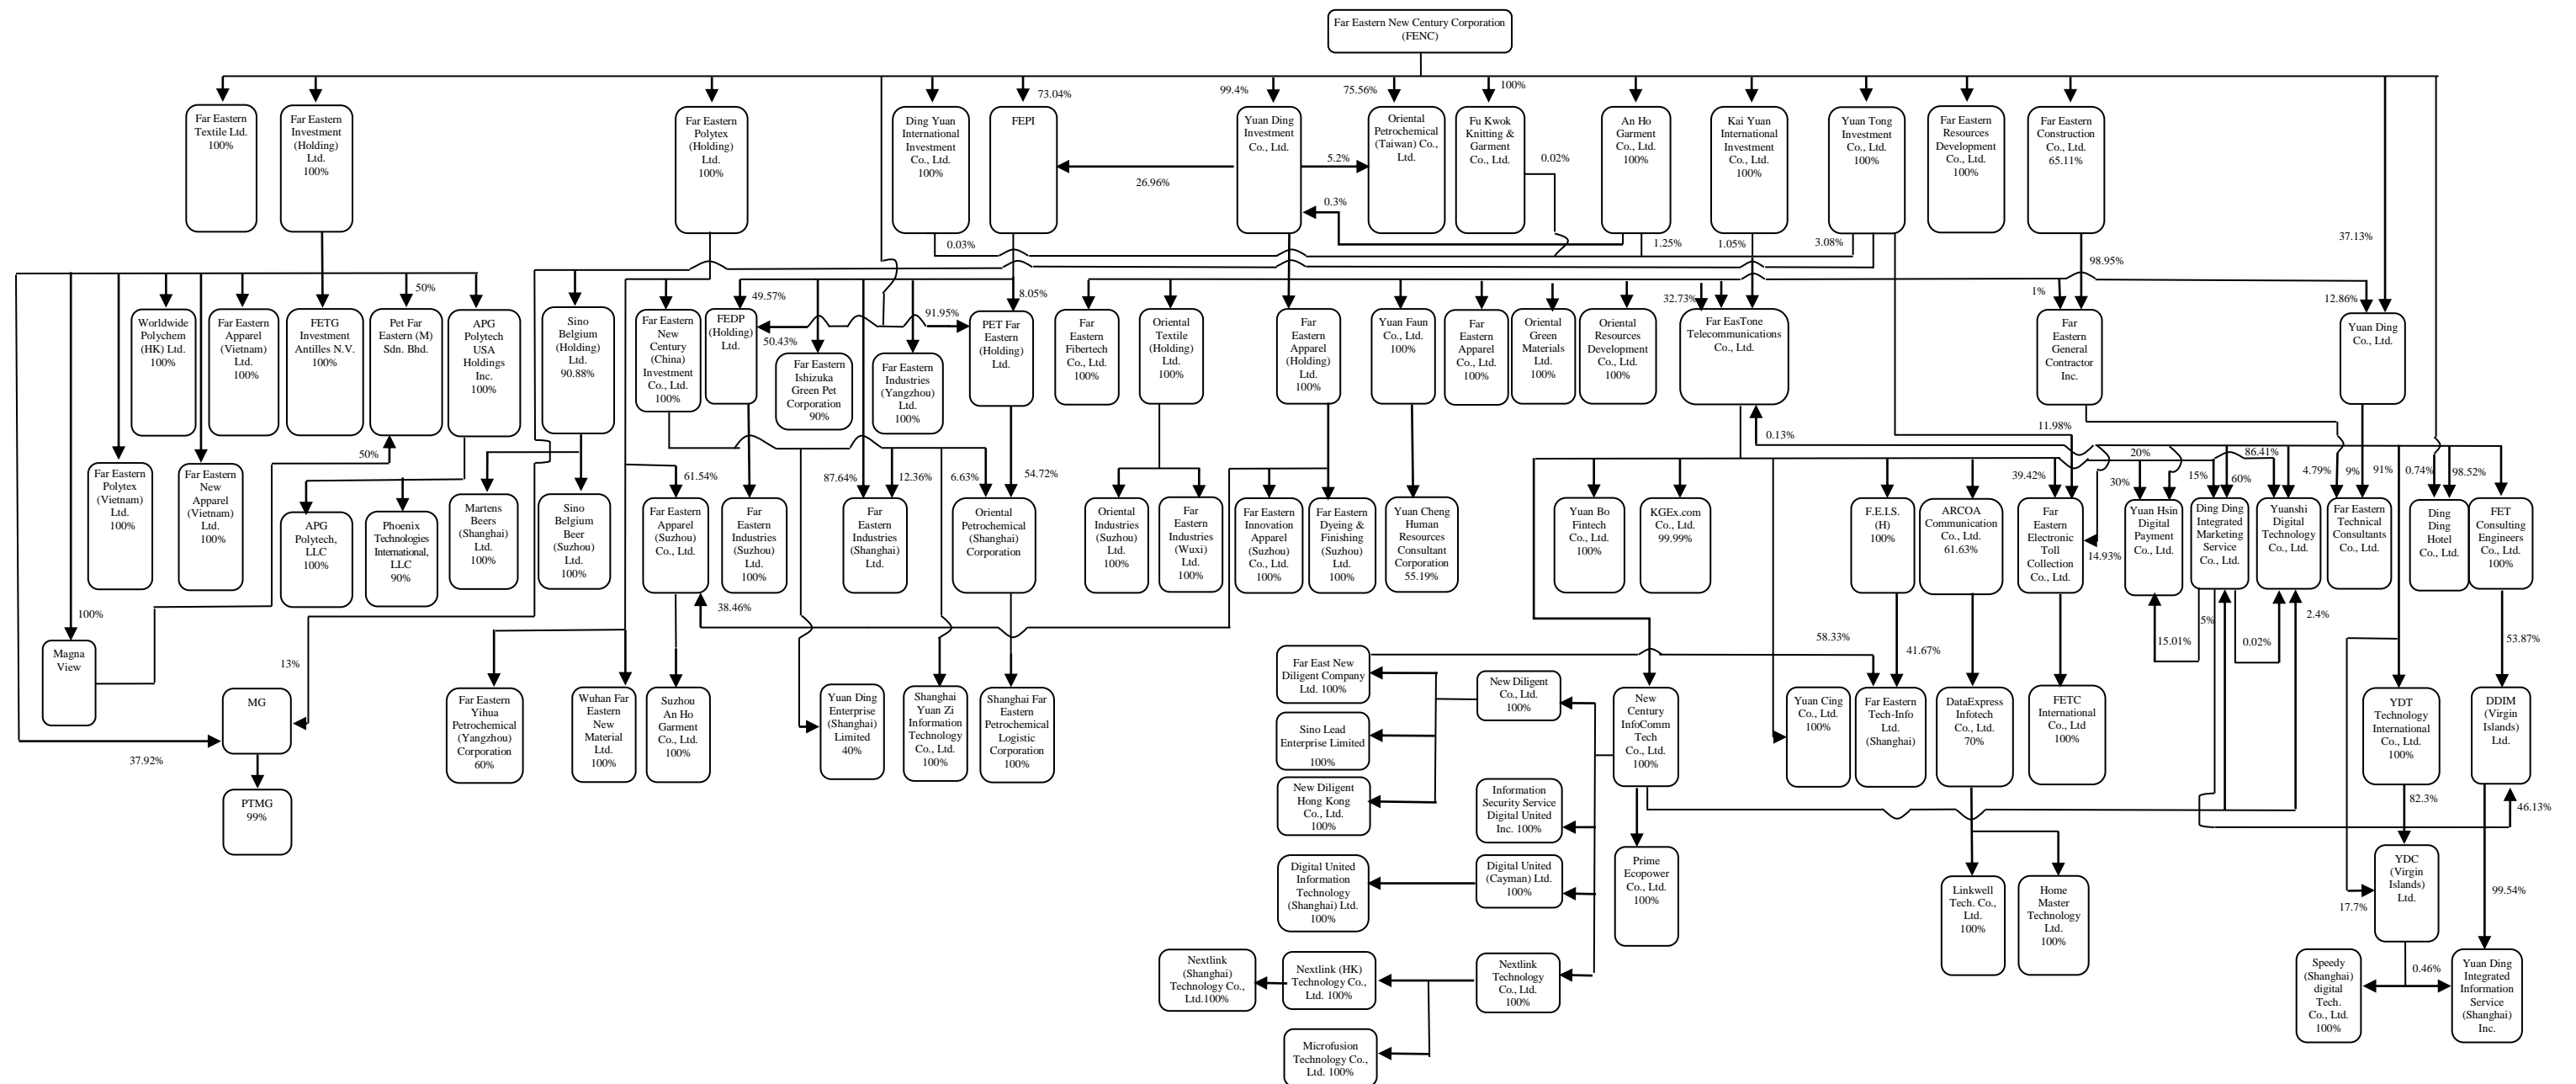 Far Eastern New Century Corporation
(FENC)
73.04%
99.4%
75.56%
100%
Far Eastern
Textile Ltd.
100%
Far Eastern
Investment
(Holding)
Ltd.
100%
Far Eastern
Polytex
(Holding)
Ltd.
100%
Ding Yuan
International
Investment
Co., Ltd.
100%
FEPI
Yuan Ding
Investment
Co., Ltd.
Oriental
Petrochemical
(Taiwan) Co.,
Ltd.
Fu Kwok
Knitting &
Garment
Co., Ltd.
An Ho
Garment
Co., Ltd.
100%
Kai Yuan
International
Investment
Co., Ltd.
100%
Yuan Tong
Investment
Co., Ltd.
100%
Far Eastern
Resources
Development
Co., Ltd.
100%
Far Eastern
Construction
Co., Ltd.
65.11%
26.96%
5.2%
0.02%
0.3%
0.03%
1.25%
1.05%
3.08%
37.13%
98.95%
50%
49.57%
8.05%
32.73%
1%
12.86%
91.95%
50.43%
Worldwide
Polychem
(HK) Ltd.
100%
Far Eastern
Apparel
(Vietnam)
Ltd.
100%
FETG
Investment
Antilles N.V.
100%
Pet Far
Eastern (M)
Sdn. Bhd.
APG
Polytech
USA
Holdings
Inc.
100%
Sino
Belgium
(Holding)
Ltd.
90.88%
Far Eastern
New
Century
(China)
Investment
Co., Ltd.
100%
FEDP
(Holding)
Ltd.
Far Eastern
Ishizuka
Green Pet
Corporation
90%
Far Eastern
Industries
(Yangzhou)
Ltd.
100%
PET Far
Eastern
(Holding)
Ltd.
Far
Eastern
Fibertech
Co., Ltd.
100%
Oriental
Textile
(Holding)
Ltd.
100%
Far
Eastern
Apparel
(Holding)
Ltd.
100%
Yuan Faun
Co., Ltd.
100%
Far
Eastern
Apparel
Co., Ltd.
100%
Oriental
Green
Materials
Ltd.
100%
Oriental
Resources
Development
Co., Ltd.
100%
Far EasTone
Telecommunications
Co., Ltd.
Far
Eastern
General
Contractor
Inc.
Yuan Ding
Co., Ltd.
50%
61.54%
87.64%
12.36%
6.63%
54.72%
0.13%
11.98%
39.42%
14.93%
30%
20%
15%
60%
86.41%
4.79%
9%
91%
0.74%
98.52%
Far Eastern
Polytex
(Vietnam)
Ltd.
100%
Far Eastern
New
Apparel
(Vietnam)
Ltd.
100%
APG
Polytech, LLC
100%
Phoenix
Technologies
International,
LLC
90%
Martens
Beers
(Shanghai)
Ltd.
100%
Sino
Belgium
Beer
(Suzhou)
Ltd.
100%
Far Eastern
Apparel
(Suzhou)
Co., Ltd.
Far
Eastern
Industries
(Suzhou)
Ltd.
100%
Far
Eastern
Industries
(Shanghai)
Ltd.
Oriental
Petrochemical
(Shanghai)
Corporation
Oriental
Industries
(Suzhou)
Ltd.
100%
Far
Eastern
Industries
(Wuxi)
Ltd.
100%
Far Eastern
Innovation
Apparel
(Suzhou)
Co., Ltd.
100%
Far Eastern
Dyeing &
Finishing
(Suzhou)
Ltd.
100%
Yuan Cheng
Human
Resources
Consultant
Corporation
55.19%
Yuan Bo
Fintech
Co., Ltd.
100%
KGEx.com
Co., Ltd.
99.99%
F.E.I.S.
(H)
100%
ARCOA
Communication
Co., Ltd.
61.63%
Far
Eastern
Electronic
Toll
Collection
Co., Ltd.
Yuan Hsin
Digital
Payment
Co., Ltd.
Ding Ding
Integrated
Marketing
Service
Co., Ltd.
Yuanshi
Digital
Technology
Co., Ltd.
Far Eastern
Technical
Consultants
Co., Ltd.
Ding
Ding
Hotel
Co., Ltd.
FET
Consulting
Engineers
Co., Ltd.
100%
100%
38.46%
13%
37.92%
58.33%
41.67%
15.01%
5%
0.02%
2.4%
53.87%
Magna
View
MG
PTMG
99%
Far Eastern
Yihua
Petrochemical
(Yangzhou)
Corporation
60%
Wuhan Far
Eastern
New
Material
Ltd.
100%
Suzhou
An Ho
Garment
Co., Ltd.
100%
Yuan Ding
Enterprise
(Shanghai)
Limited
40%
Shanghai
Yuan Zi
Information
Technology
Co., Ltd.
100%
Shanghai Far
Eastern
Petrochemical
Logistic
Corporation
100%
Far East New
Diligent Company
Ltd. 100%
Sino Lead
Enterprise Limited
100%
New Diligent
Hong Kong
Co., Ltd.
100%
New Diligent
Co., Ltd.
100%
Information
Security Service
Digital United
Inc. 100%
Digital United
Information
Technology
(Shanghai) Ltd.
100%
Digital United
(Cayman) Ltd.
100%
Nextlink
(Shanghai)
Technology Co.,
Ltd.100%
Nextlink (HK)
Technology Co.,
Ltd. 100%
Nextlink
Technology
Co., Ltd.
100%
Microfusion
Technology Co.,
Ltd. 100%
New
Century
InfoComm
Tech
Co., Ltd.
100%
Prime
Ecopower
Co., Ltd.
100%
Yuan Cing
Co., Ltd.
100%
Far Eastern
Tech-Info
Ltd.
(Shanghai)
DataExpress
Infotech
Co., Ltd.
70%
FETC
International
Co., Ltd
100%
Linkwell
Tech. Co.,
Ltd.
100%
Home
Master
Technology
Ltd.
100%
YDT
Technology
International
Co., Ltd.
100%
DDIM
(Virgin
Islands)
Ltd.
82.3%
46.13%
17.7%
99.54%
YDC
(Virgin
Islands)
Ltd.
0.46%
Speedy
(Shanghai)
digital
Tech.
Co., Ltd.
100%
Yuan Ding
Integrated
Information
Service
(Shanghai)
Inc.